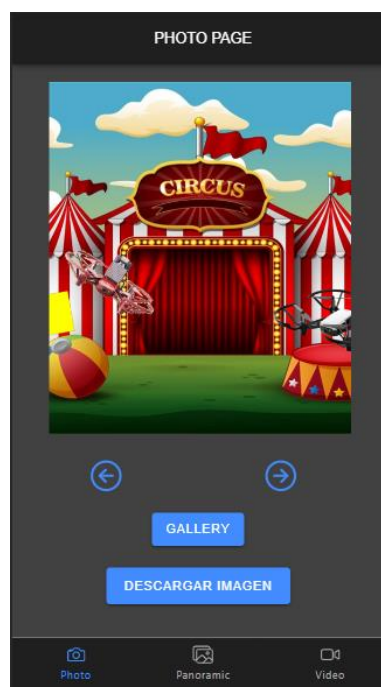 PHOTO PAGE
CIRCUS
GALLERY
DESCARGAR IMAGEN
Photo Panoramic Video